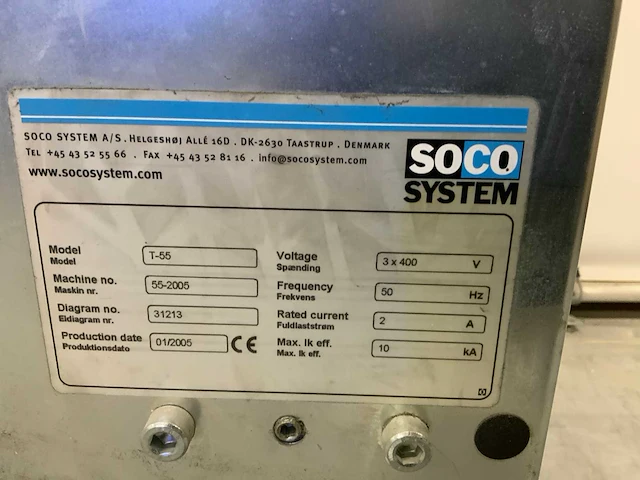 SOCO SYSTEM A/S . HELGESHØJ ALLÉ 16D . DK-2630 TAASTRUP . DENMARK
TEL +45 43 52 55 66 . FAX +45 43 52 81 16 . info@socosystem.com
www.socosystem.com
SOCO
SYSTEM
Model
Model
T-55
Machine no.
Maskin nr.
55-2005
Diagram no.
Eldiagram nr.
31213
Production date
Produktionsdato
01/2005
CE
Voltage
Spænding
3 x 400 V
Frequency
Frekvens
50 Hz
Rated current
Fuldlaststrøm
2 A
Max. Ik eff.
Max. Ik eff.
10 kA